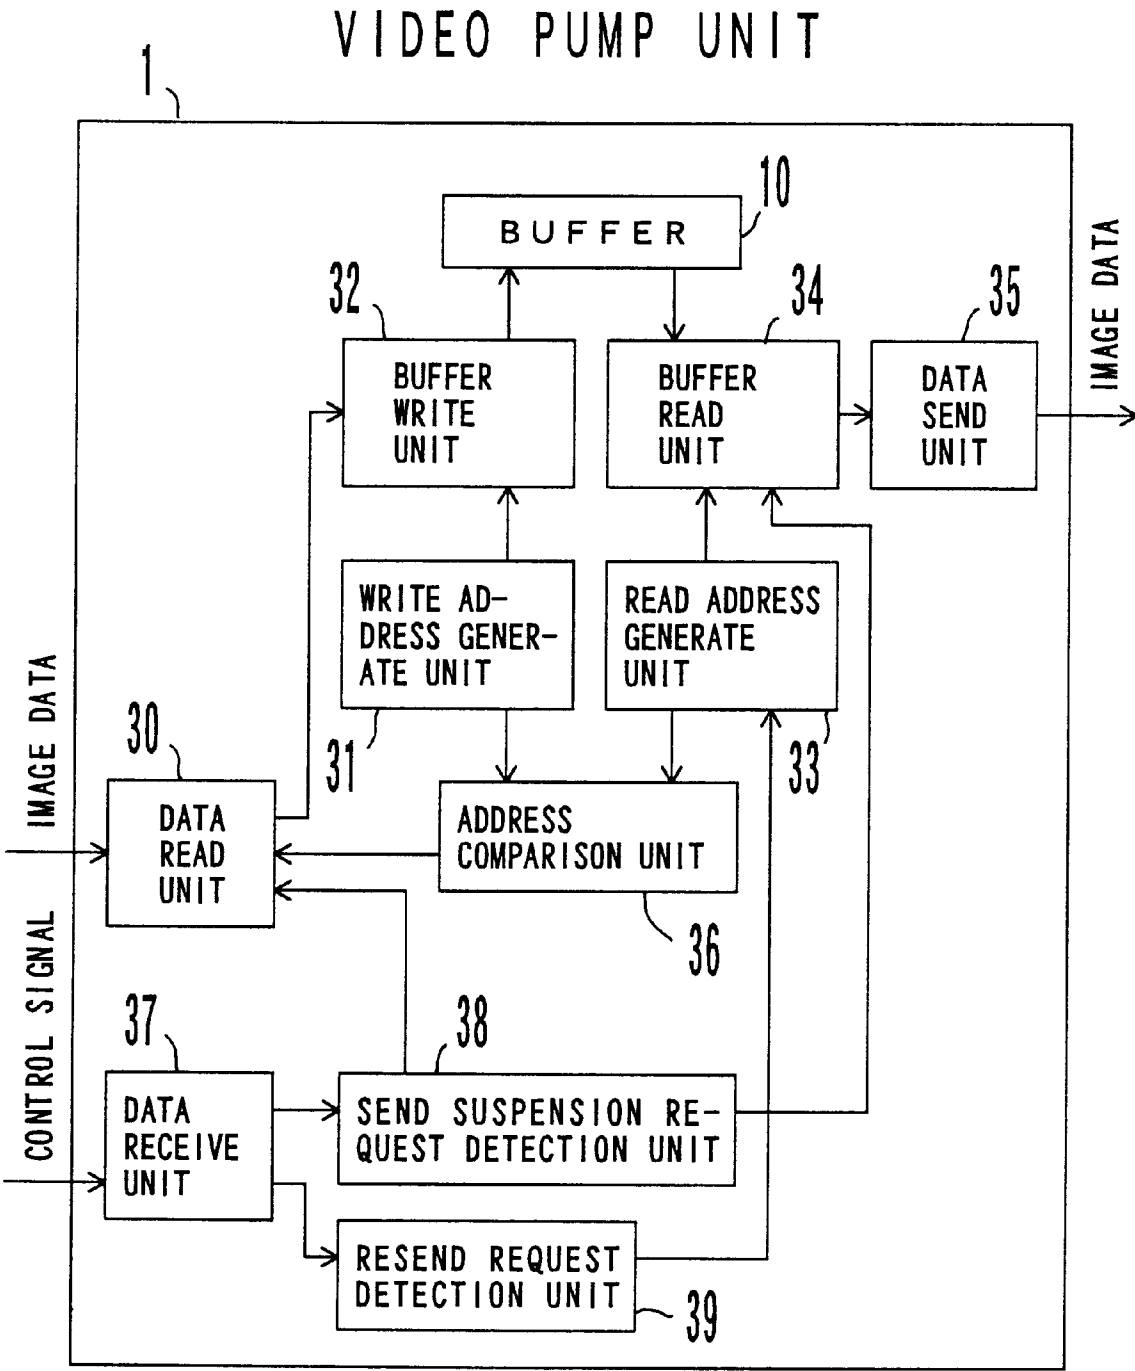 VIDEO PUMP UNIT
1
10
BUFFER
32
34
35
IMAGE DATA
BUFFER
WRITE
UNIT
BUFFER
READ
UNIT
DATA
SEND
UNIT
WRITE AD-
DRESS GENER-
ATE UNIT
READ ADDRESS
GENERATE
UNIT
31
33
IMAGE DATA
30
DATA
READ
UNIT
ADDRESS
COMPARISON UNIT
36
CONTROL SIGNAL
37
38
DATA
RECEIVE
UNIT
SEND SUSPENSION RE-
QUEST DETECTION UNIT
RESEND REQUEST
DETECTION UNIT
39